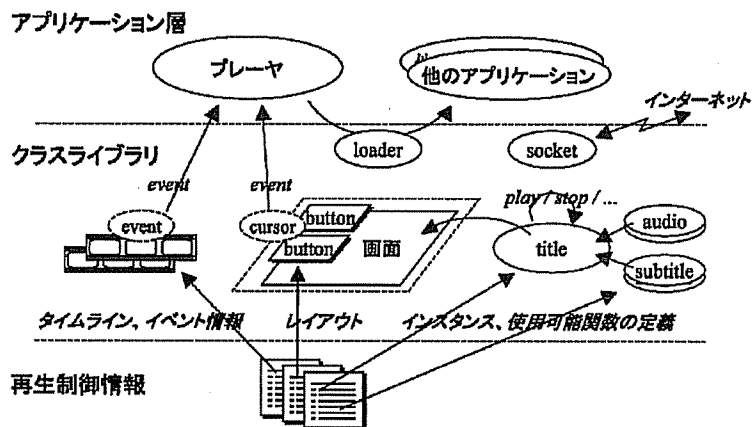 アプリケーション層
プレーヤ
他のアプリケーション
インターネット
loader
socket
クラスライブラリ
event
event
play / stop / ...
event
cursor
button
button
画面
title
audio
subtitle
タイムライン、イベント情報
レイアウト
インスタンス、使用可能関数の定義
再生制御情報